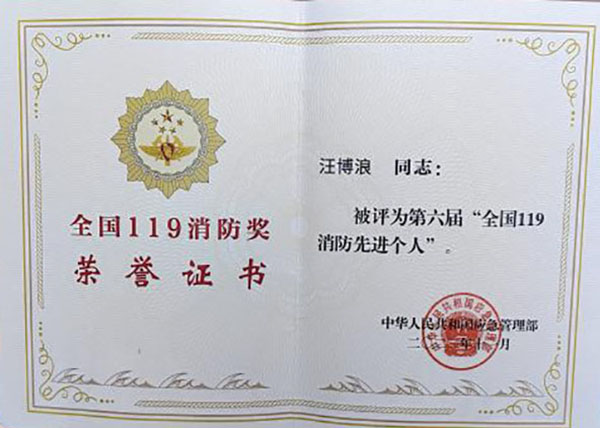 全国119消防奖
荣誉证书
汪博浪 同志：
被评为第六届“全国119
消防先进个人”。
中华人民共和国应急管理部